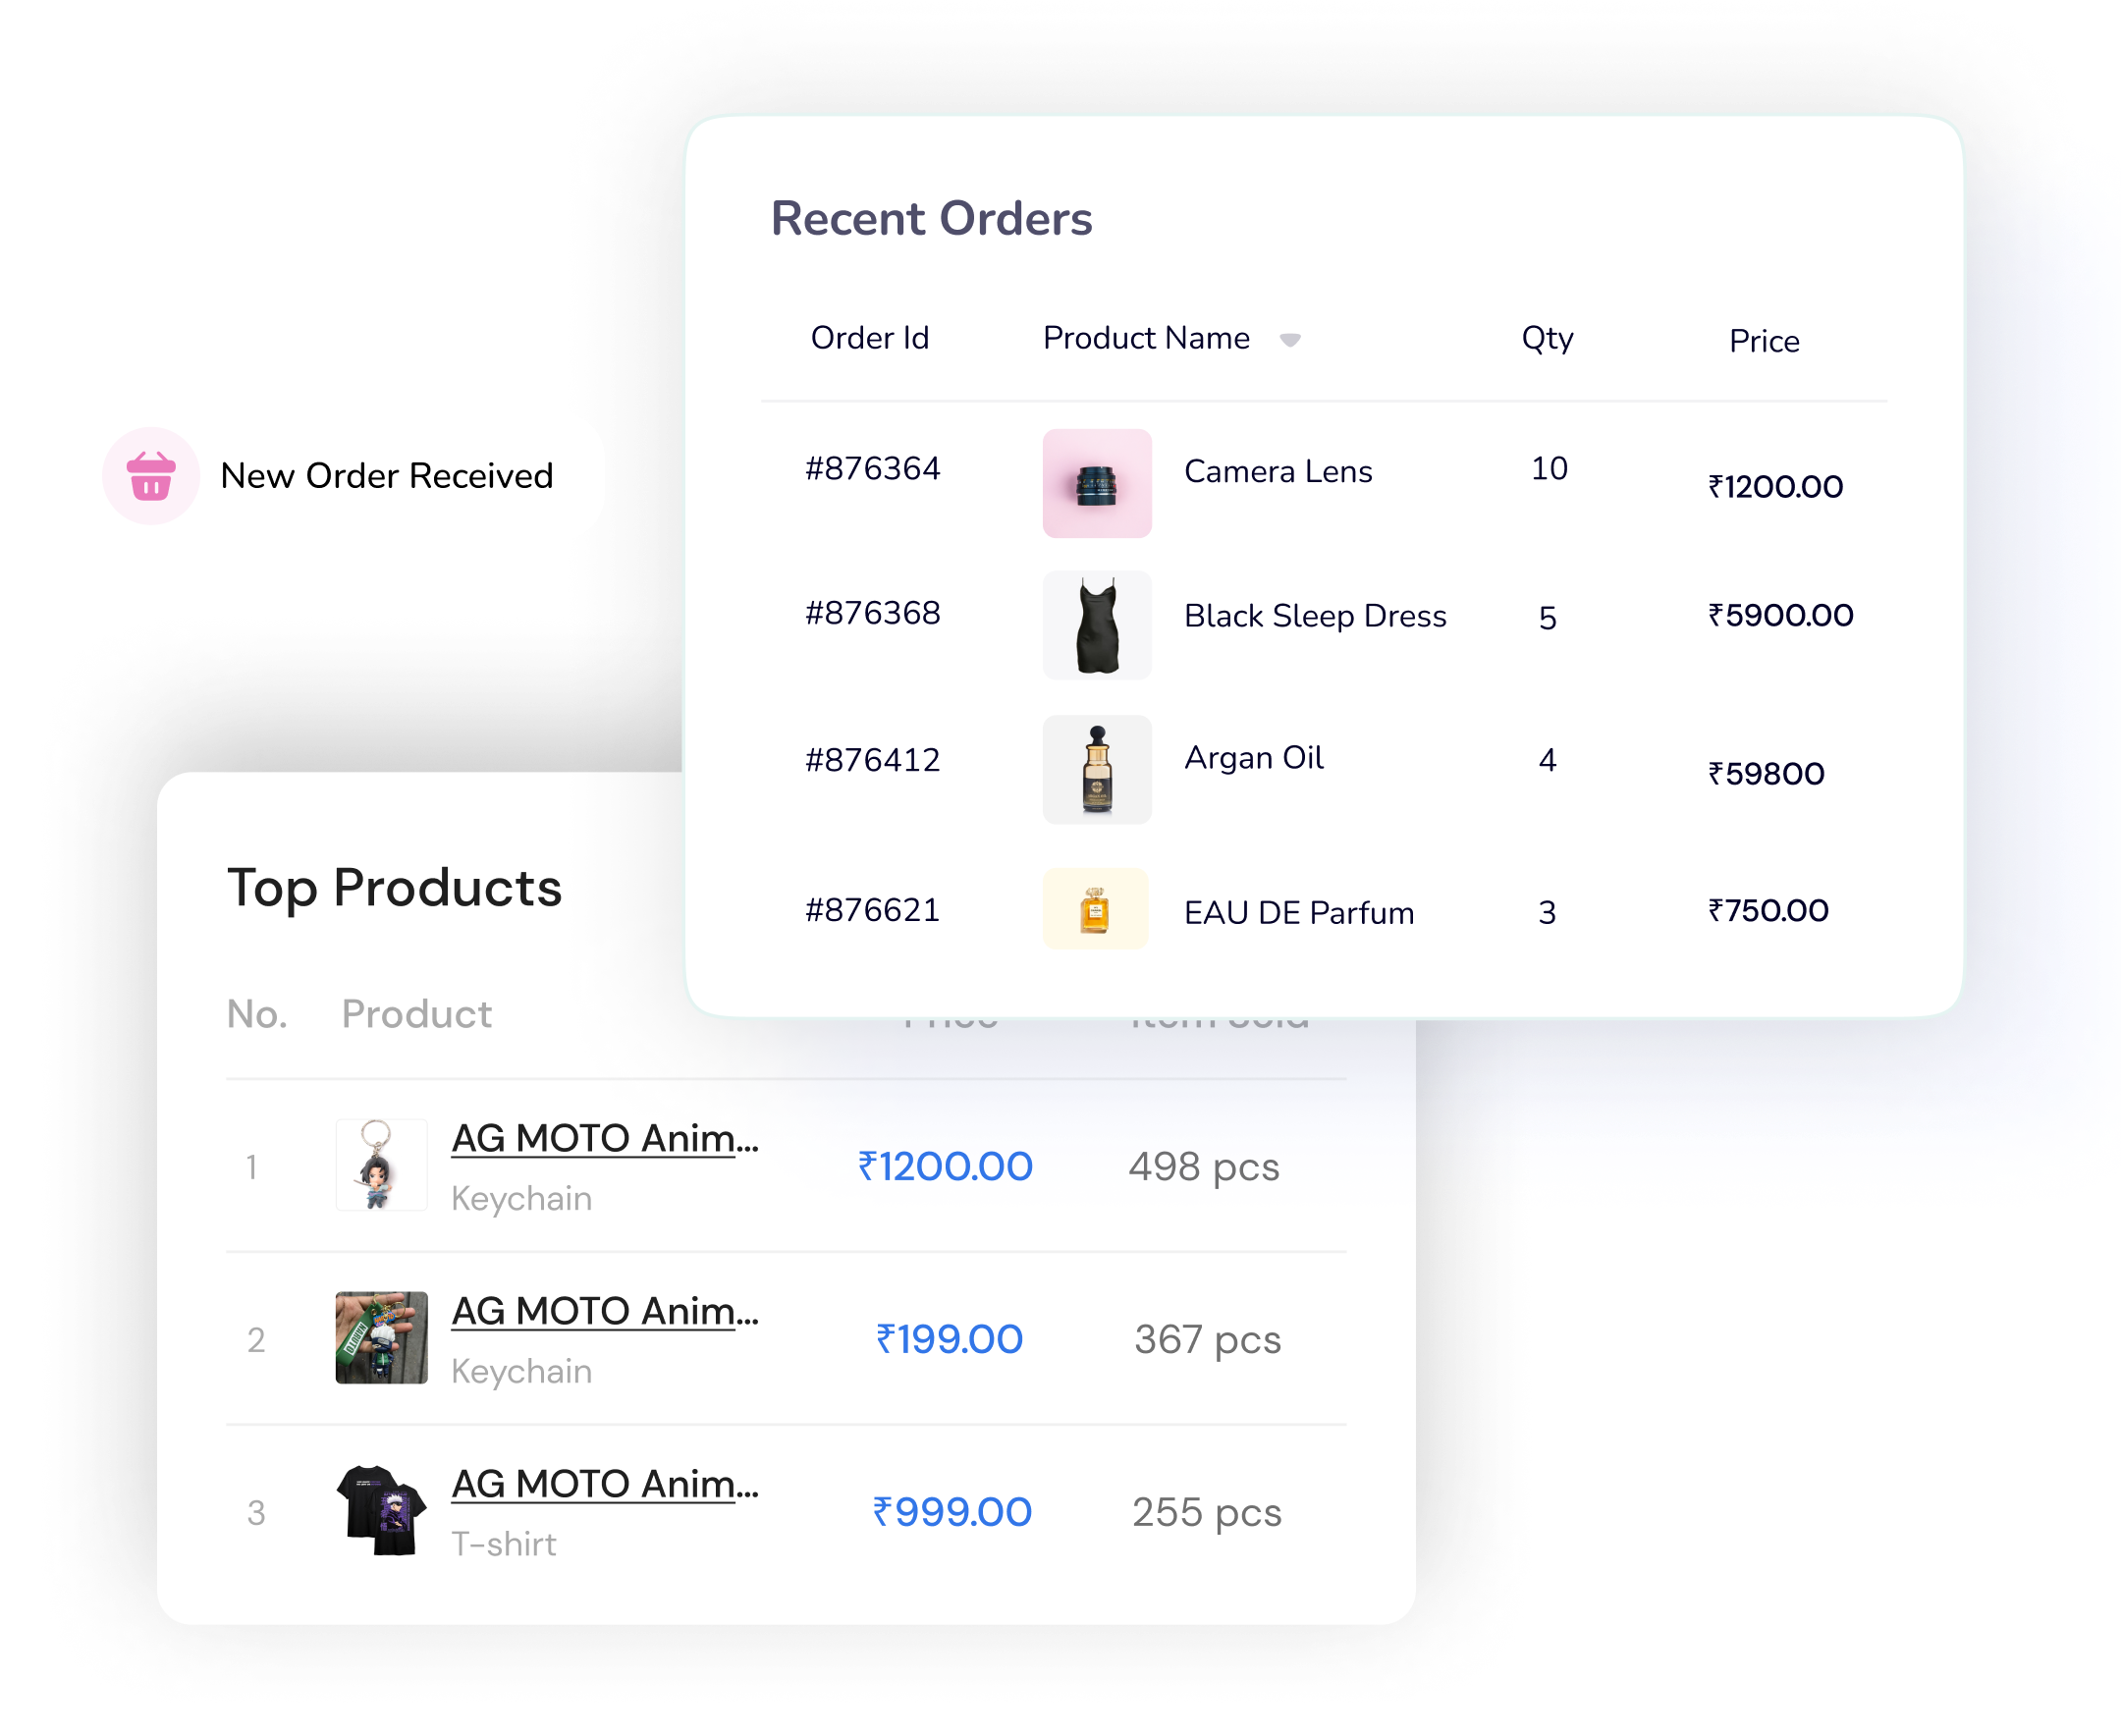 Recent Orders
Order Id Product Name Qty Price
#876364 Camera Lens 10 ₹1200.00
#876368 Black Sleep Dress 5 ₹5900.00
#876412 Argan Oil 4 ₹59800
#876621 EAU DE Parfum 3 ₹750.00
New Order Received
Top Products
No. Product Price Item Sold
1 AG MOTO Anim... ₹1200.00 498 pcs
Keychain
2 AG MOTO Anim... ₹199.00 367 pcs
Keychain
3 AG MOTO Anim... ₹999.00 255 pcs
T-shirt